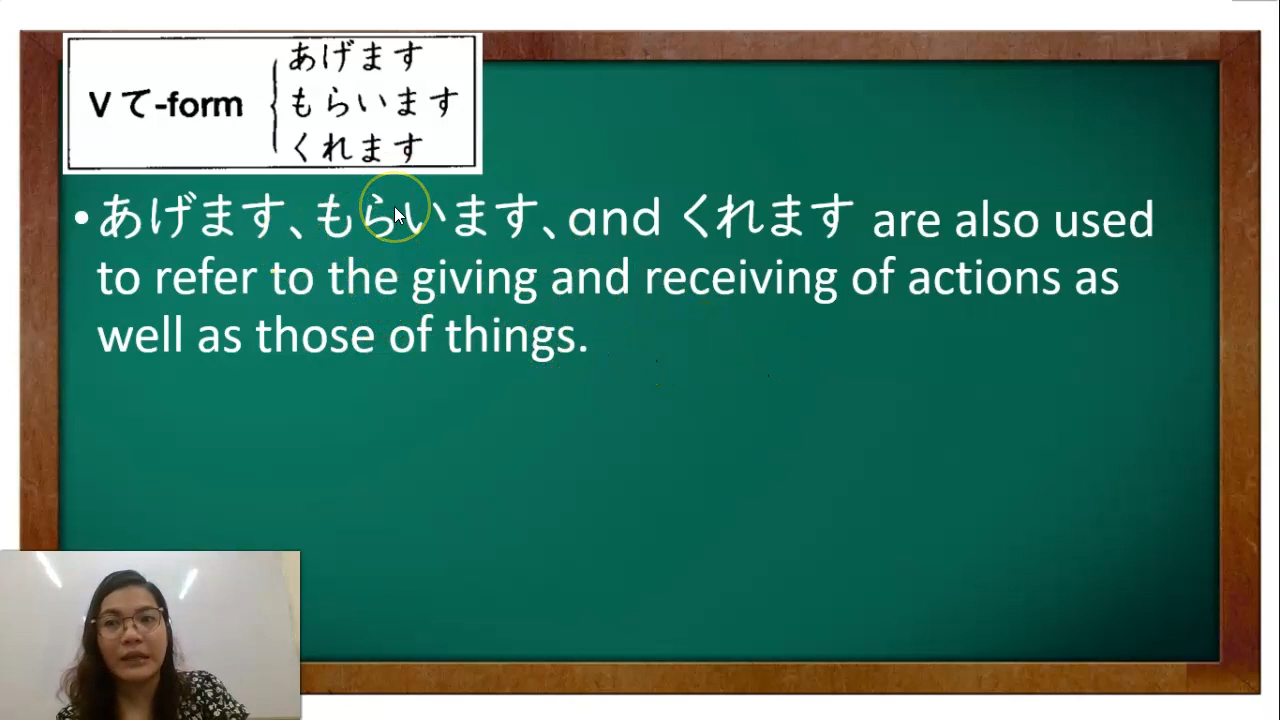 あげます
Vて-form もらいます
くれます
• あげます、もらいます、and くれます are also used
to refer to the giving and receiving of actions as
well as those of things.